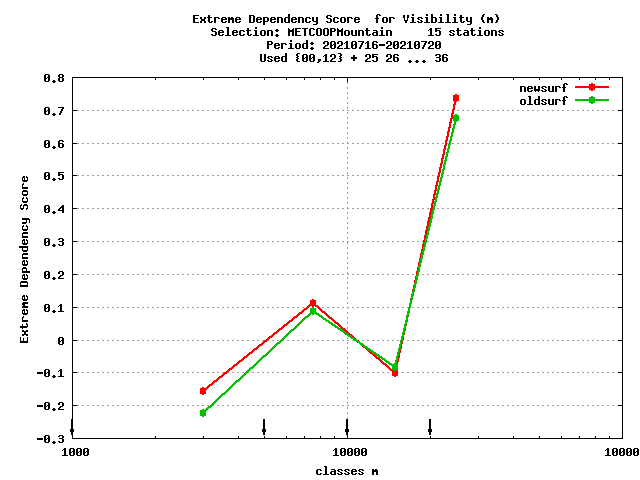 Extreme Dependency Score  for Visibility (m)
Selection: METCOOPMountain     15 stations
Period: 20210716-20210720
Used {00,12} + 25 26 ... 36
newsurf
oldsurf
Extreme Dependency Score
0.8
0.7
0.6
0.5
0.4
0.3
0.2
0.1
0
-0.1
-0.2
-0.3
1000 10000 10000
classes m